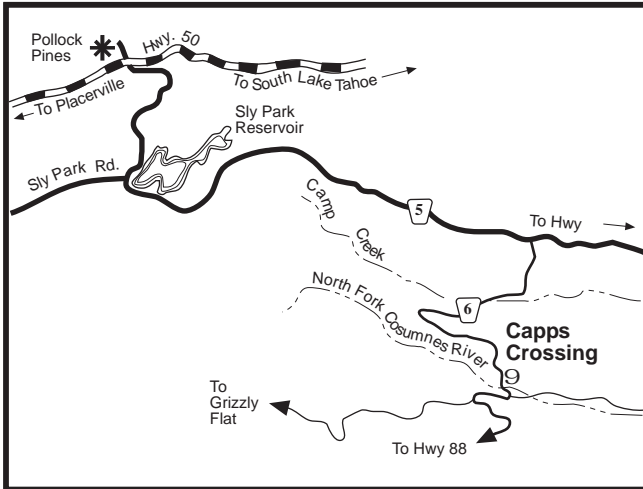 Pollock
Pines
Hwy. 50
To South Lake Tahoe
To Placerville
Sly Park
Reservoir
Sly Park Rd.
5
Camp Creek
To Hwy
North Fork Cosumnes River
6
Capps
Crossing
9
To
Grizzly
Flat
To Hwy 88